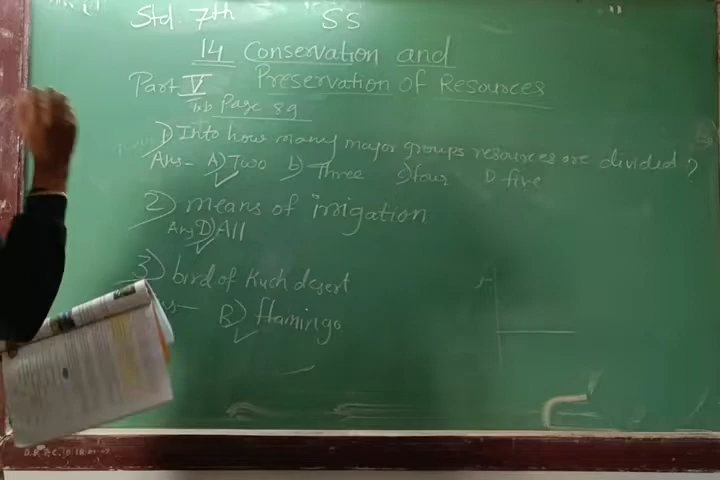 Std. 7th SS
14 Conservation and
Part V Preservation of Resources
Tb Page 89
1) Into how many major groups resources are divided?
Ans- A) Two b) Three c) four D five
2) means of irrigation
Ans D) All
3) bird of Kuch desert
B) flamingo